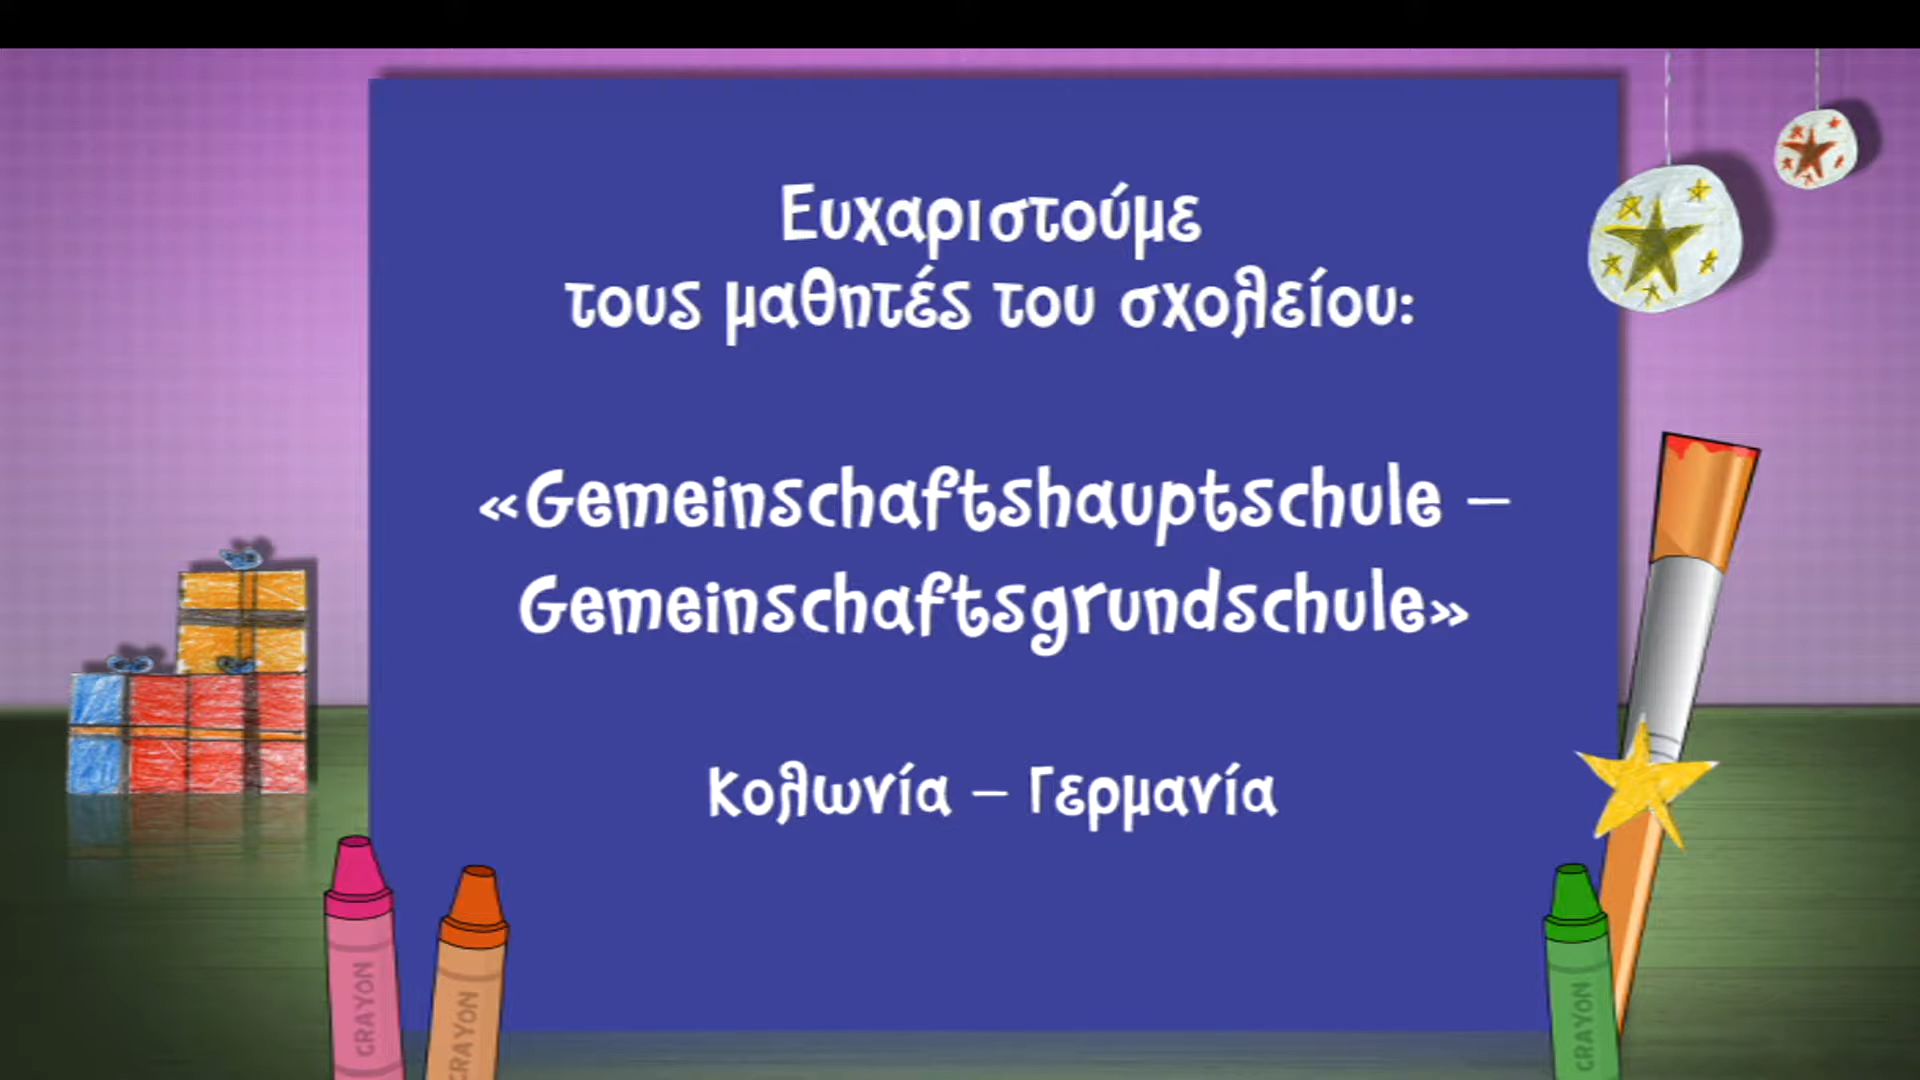 Ευχαριστούμε
τους μαθητές του σχολείου:
«Gemeinschaftshauptschule –
Gemeinschaftsgrundschule»
Κολωνία – Γερμανία
CRAYON
CRAYON
CRAYON